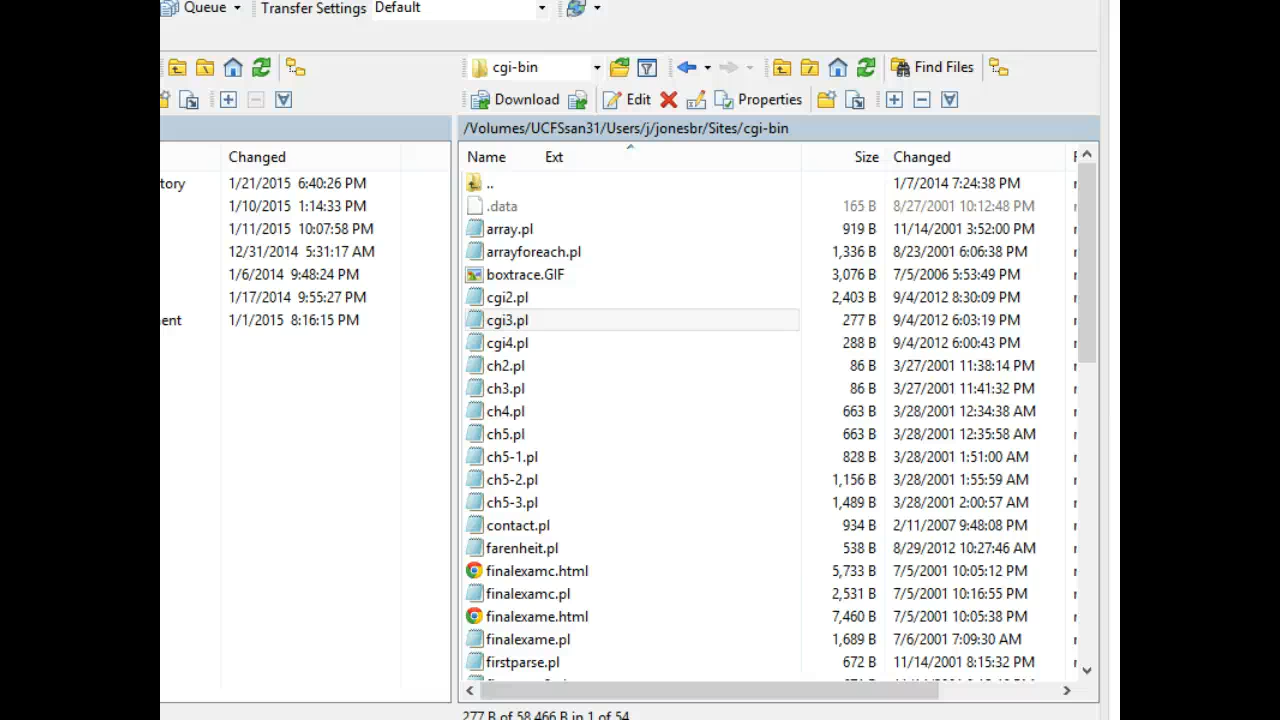 Queue Transfer Settings Default
cgi-bin Find Files
Download Edit Properties
/Volumes/UCFSsan31/Users/j/jonesbr/Sites/cgi-bin
Changed Name Ext Size Changed
tory 1/21/2015 6:40:26 PM .. 1/7/2014 7:24:38 PM
1/10/2015 1:14:33 PM .data 165 B 8/27/2001 10:12:48 PM
1/11/2015 10:07:58 PM array.pl 919 B 11/14/2001 3:52:00 PM
12/31/2014 5:31:17 AM arrayforeach.pl 1,336 B 8/23/2001 6:06:38 PM
1/6/2014 9:48:24 PM boxtrace.GIF 3,076 B 7/5/2006 5:53:49 PM
1/17/2014 9:55:27 PM cgi2.pl 2,403 B 9/4/2012 8:30:09 PM
ent 1/1/2015 8:16:15 PM cgi3.pl 277 B 9/4/2012 6:03:19 PM
cgi4.pl 288 B 9/4/2012 6:00:43 PM
ch2.pl 86 B 3/27/2001 11:38:14 PM
ch3.pl 86 B 3/27/2001 11:41:32 PM
ch4.pl 663 B 3/28/2001 12:34:38 AM
ch5.pl 663 B 3/28/2001 12:35:58 AM
ch5-1.pl 828 B 3/28/2001 1:51:00 AM
ch5-2.pl 1,156 B 3/28/2001 1:55:59 AM
ch5-3.pl 1,489 B 3/28/2001 2:00:57 AM
contact.pl 934 B 2/11/2007 9:48:08 PM
farenheit.pl 538 B 8/29/2012 10:27:46 AM
finalexamc.html 5,733 B 7/5/2001 10:05:12 PM
finalexamc.pl 2,531 B 7/5/2001 10:16:55 PM
finalexame.html 7,460 B 7/5/2001 10:05:38 PM
finalexame.pl 1,689 B 7/6/2001 7:09:30 AM
firstparse.pl 672 B 11/14/2001 8:15:32 PM
277 B of 58,466 B in 1 of 54